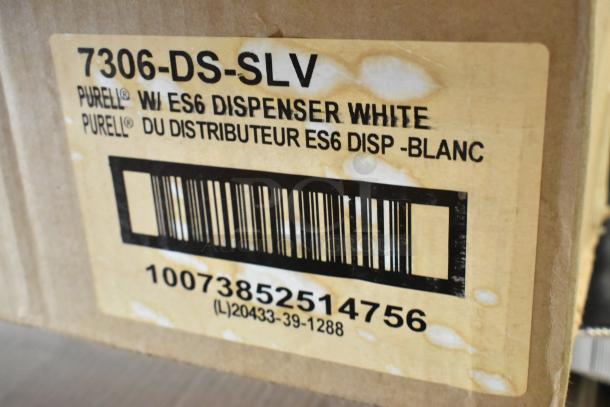 7306-DS-SLV
PURELL® W/ ES6 DISPENSER WHITE
PURELL® DU DISTRIBUTEUR ES6 DISP -BLANC
10073852514756
(L)20433-39-1288